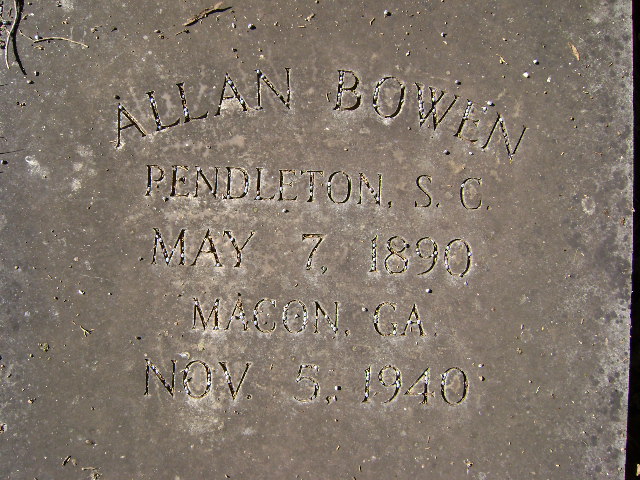 ALLAN BOWEN
PENDLETON, S. C.
MAY 7, 1890
MACON, GA.
NOV. 5, 1940